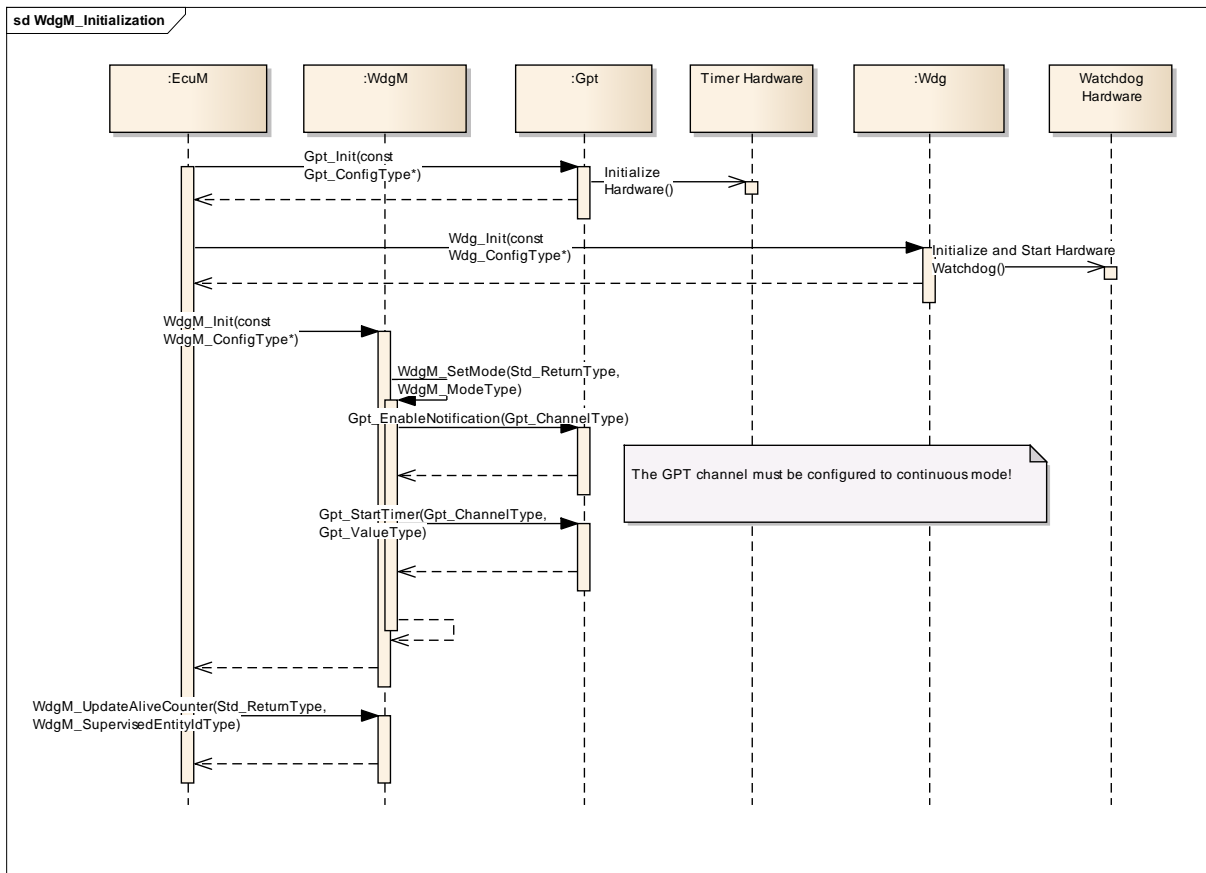 sd WdgM_Initialization
:EcuM
:WdgM
:Gpt
Timer Hardware
:Wdg
Watchdog
Hardware
Gpt_Init(const
Gpt_ConfigType*)
Initialize
Hardware()
Wdg_Init(const
Wdg_ConfigType*)
Initialize and Start Hardware
Watchdog()
WdgM_Init(const
WdgM_ConfigType*)
WdgM_SetMode(Std_ReturnType,
WdgM_ModeType)
Gpt_EnableNotification(Gpt_ChannelType)
The GPT channel must be configured to continuous mode!
Gpt_StartTimer(Gpt_ChannelType,
Gpt_ValueType)
WdgM_UpdateAliveCounter(Std_ReturnType,
WdgM_SupervisedEntityIdType)